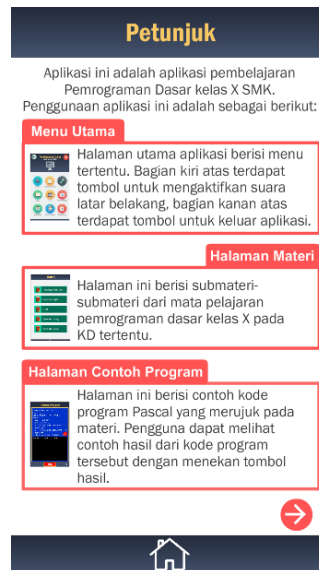 Petunjuk
Aplikasi ini adalah aplikasi pembelajaran
Pemrograman Dasar kelas X SMK.
Penggunaan aplikasi ini adalah sebagai berikut:
Menu Utama
Halaman utama aplikasi berisi menu
tertentu. Bagian kiri atas terdapat
tombol untuk mengaktifkan suara
latar belakang, bagian kanan atas
terdapat tombol untuk keluar aplikasi.
Halaman Materi
Halaman ini berisi submateri-
submateri dari mata pelajaran
pemrograman dasar kelas X pada
KD tertentu.
Halaman Contoh Program
Halaman ini berisi contoh kode
program Pascal yang merujuk pada
materi. Pengguna dapat melihat
contoh hasil dari kode program
tersebut dengan menekan tombol
hasil.